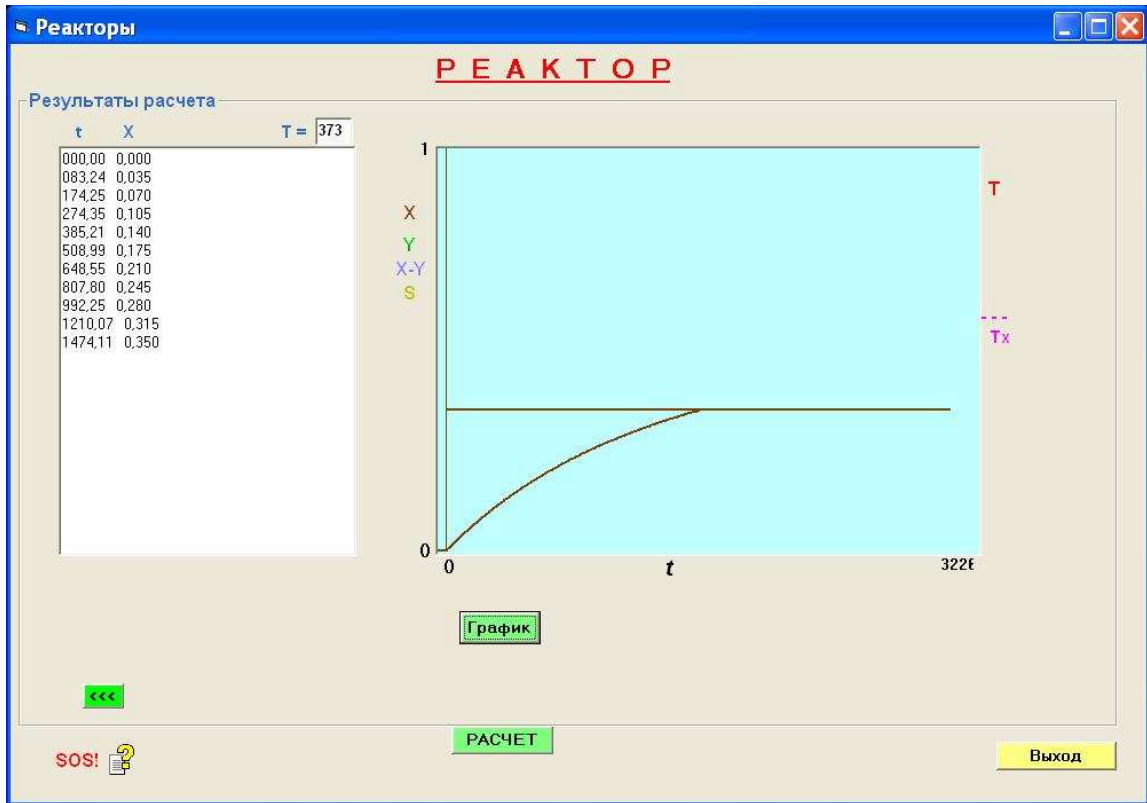 Реакторы
Р Е А К Т О Р
Результаты расчета
t X T = 373
000,00 0,000
083,24 0,035
174,25 0,070
274,35 0,105
385,21 0,140
508,99 0,175
648,55 0,210
807,80 0,245
992,25 0,280
1210,07 0,315
1474,11 0,350
1
X
Y
X-Y
S
0
0
t
3226
T
Tx
График
<<<
РАСЧЕТ
SOS!
Выход